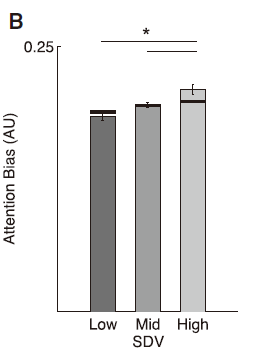 B
*
0.25
Attention Bias (AU)
Low Mid High
SDV